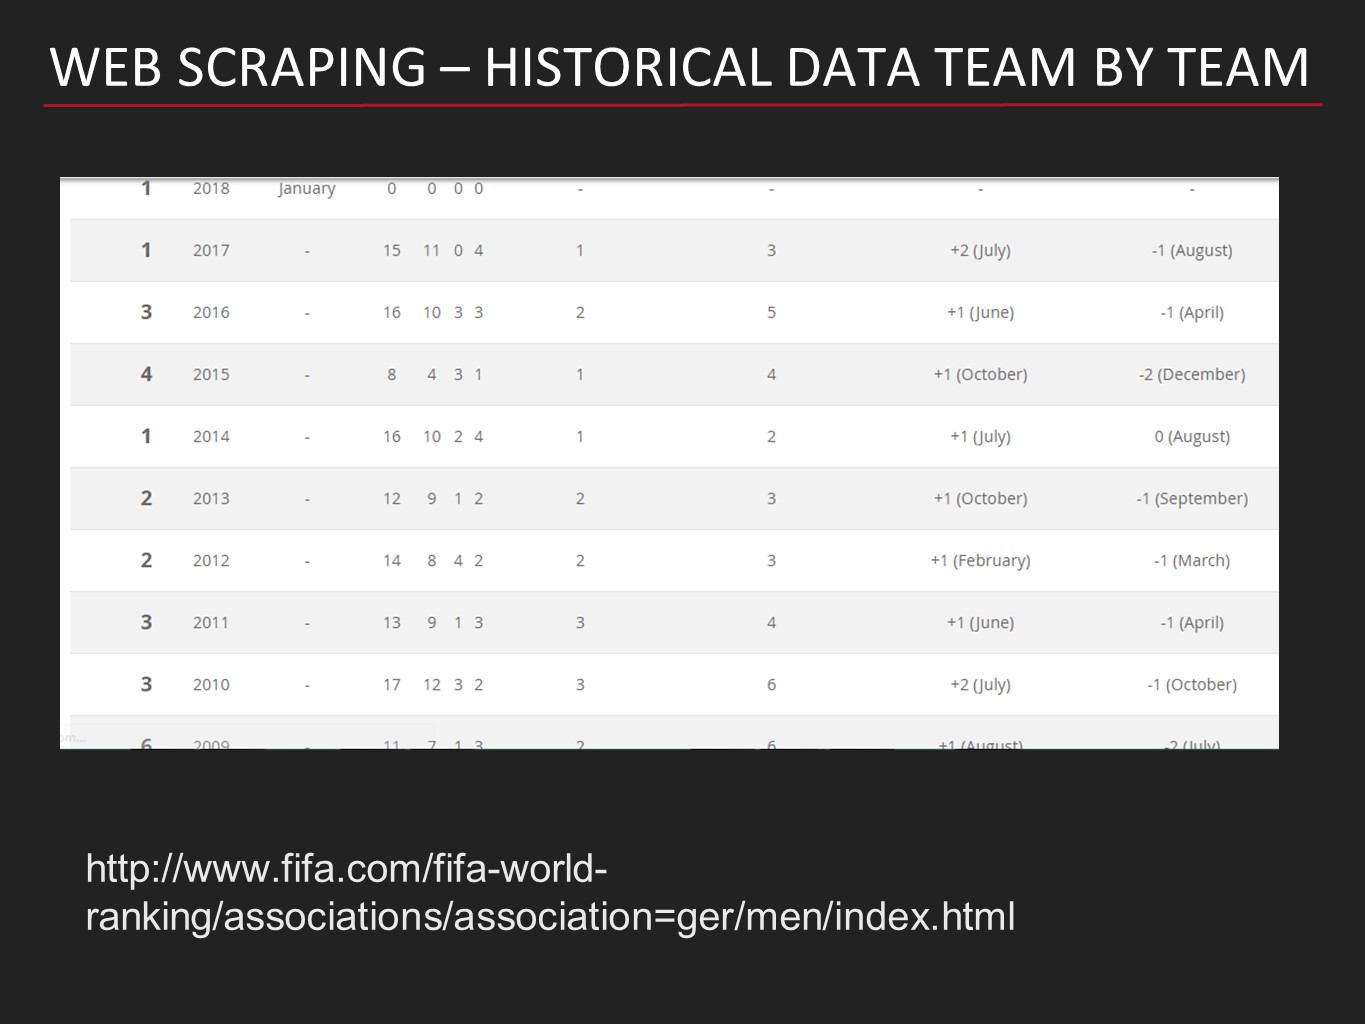 WEB SCRAPING – HISTORICAL DATA TEAM BY TEAM
1 2018 January 0 0 0 0 - - - -
1 2017 - 15 11 0 4 1 3 +2 (July) -1 (August)
3 2016 - 16 10 3 3 2 5 +1 (June) -1 (April)
4 2015 - 8 4 3 1 1 4 +1 (October) -2 (December)
1 2014 - 16 10 2 4 1 2 +1 (July) 0 (August)
2 2013 - 12 9 1 2 2 3 +1 (October) -1 (September)
2 2012 - 14 8 4 2 2 3 +1 (February) -1 (March)
3 2011 - 13 9 1 3 3 4 +1 (June) -1 (April)
3 2010 - 17 12 3 2 3 6 +2 (July) -1 (October)
6 2009 - 11 7 1 3 2 6 +1 (August) -2 (July)
http://www.fifa.com/fifa-world-
ranking/associations/association=ger/men/index.html